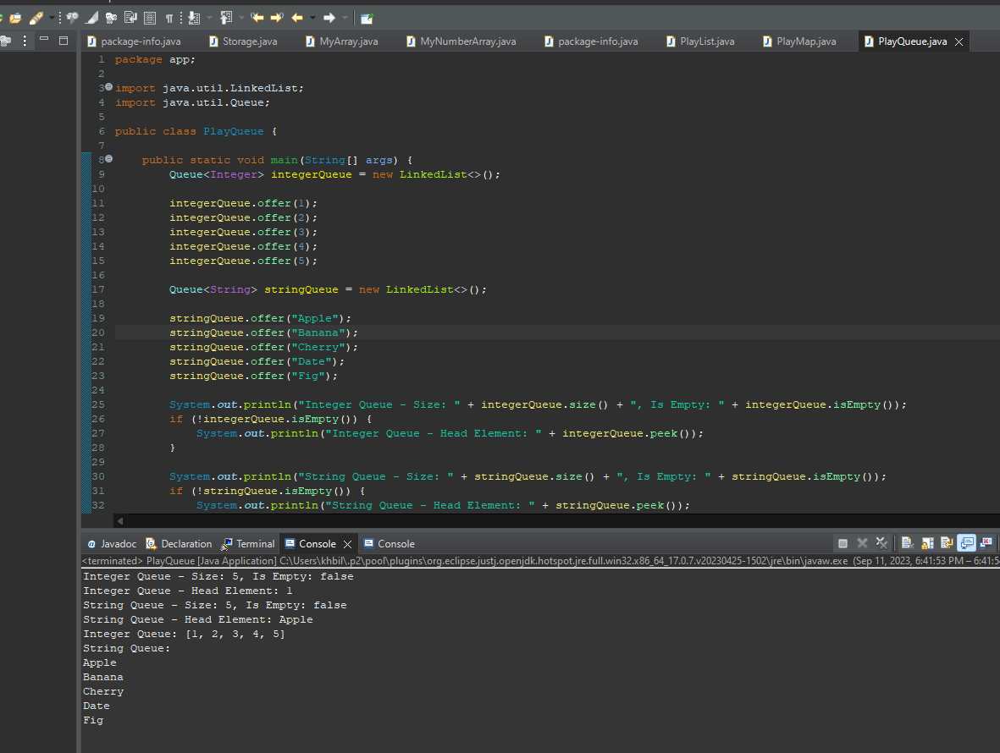 package-info.java Storage.java MyArray.java MyNumberArray.java package-info.java PlayList.java PlayMap.java PlayQueue.java
1 package app;
2
3 import java.util.LinkedList;
4 import java.util.Queue;
5
6 public class PlayQueue {
7
8 public static void main(String[] args) {
9 Queue<Integer> integerQueue = new LinkedList<>();
10
11 integerQueue.offer(1);
12 integerQueue.offer(2);
13 integerQueue.offer(3);
14 integerQueue.offer(4);
15 integerQueue.offer(5);
16
17 Queue<String> stringQueue = new LinkedList<>();
18
19 stringQueue.offer("Apple");
20 stringQueue.offer("Banana");
21 stringQueue.offer("Cherry");
22 stringQueue.offer("Date");
23 stringQueue.offer("Fig");
24
25 System.out.println("Integer Queue - Size: " + integerQueue.size() + ", Is Empty: " + integerQueue.isEmpty());
26 if (!integerQueue.isEmpty()) {
27 System.out.println("Integer Queue - Head Element: " + integerQueue.peek());
28 }
29
30 System.out.println("String Queue - Size: " + stringQueue.size() + ", Is Empty: " + stringQueue.isEmpty());
31 if (!stringQueue.isEmpty()) {
32 System.out.println("String Queue - Head Element: " + stringQueue.peek());
@ Javadoc Declaration Terminal Console Console
<terminated> PlayQueue [Java Application] C:\Users\khbil\.p2\pool\plugins\org.eclipse.justj.openjdk.hotspot.jre.full.win32.x86_64_17.0.7.v20230425-1502\jre\bin\javaw.exe (Sep 11, 2023, 6:41:53 PM – 6:41:54
Integer Queue - Size: 5, Is Empty: false
Integer Queue - Head Element: 1
String Queue - Size: 5, Is Empty: false
String Queue - Head Element: Apple
Integer Queue: [1, 2, 3, 4, 5]
String Queue:
Apple
Banana
Cherry
Date
Fig